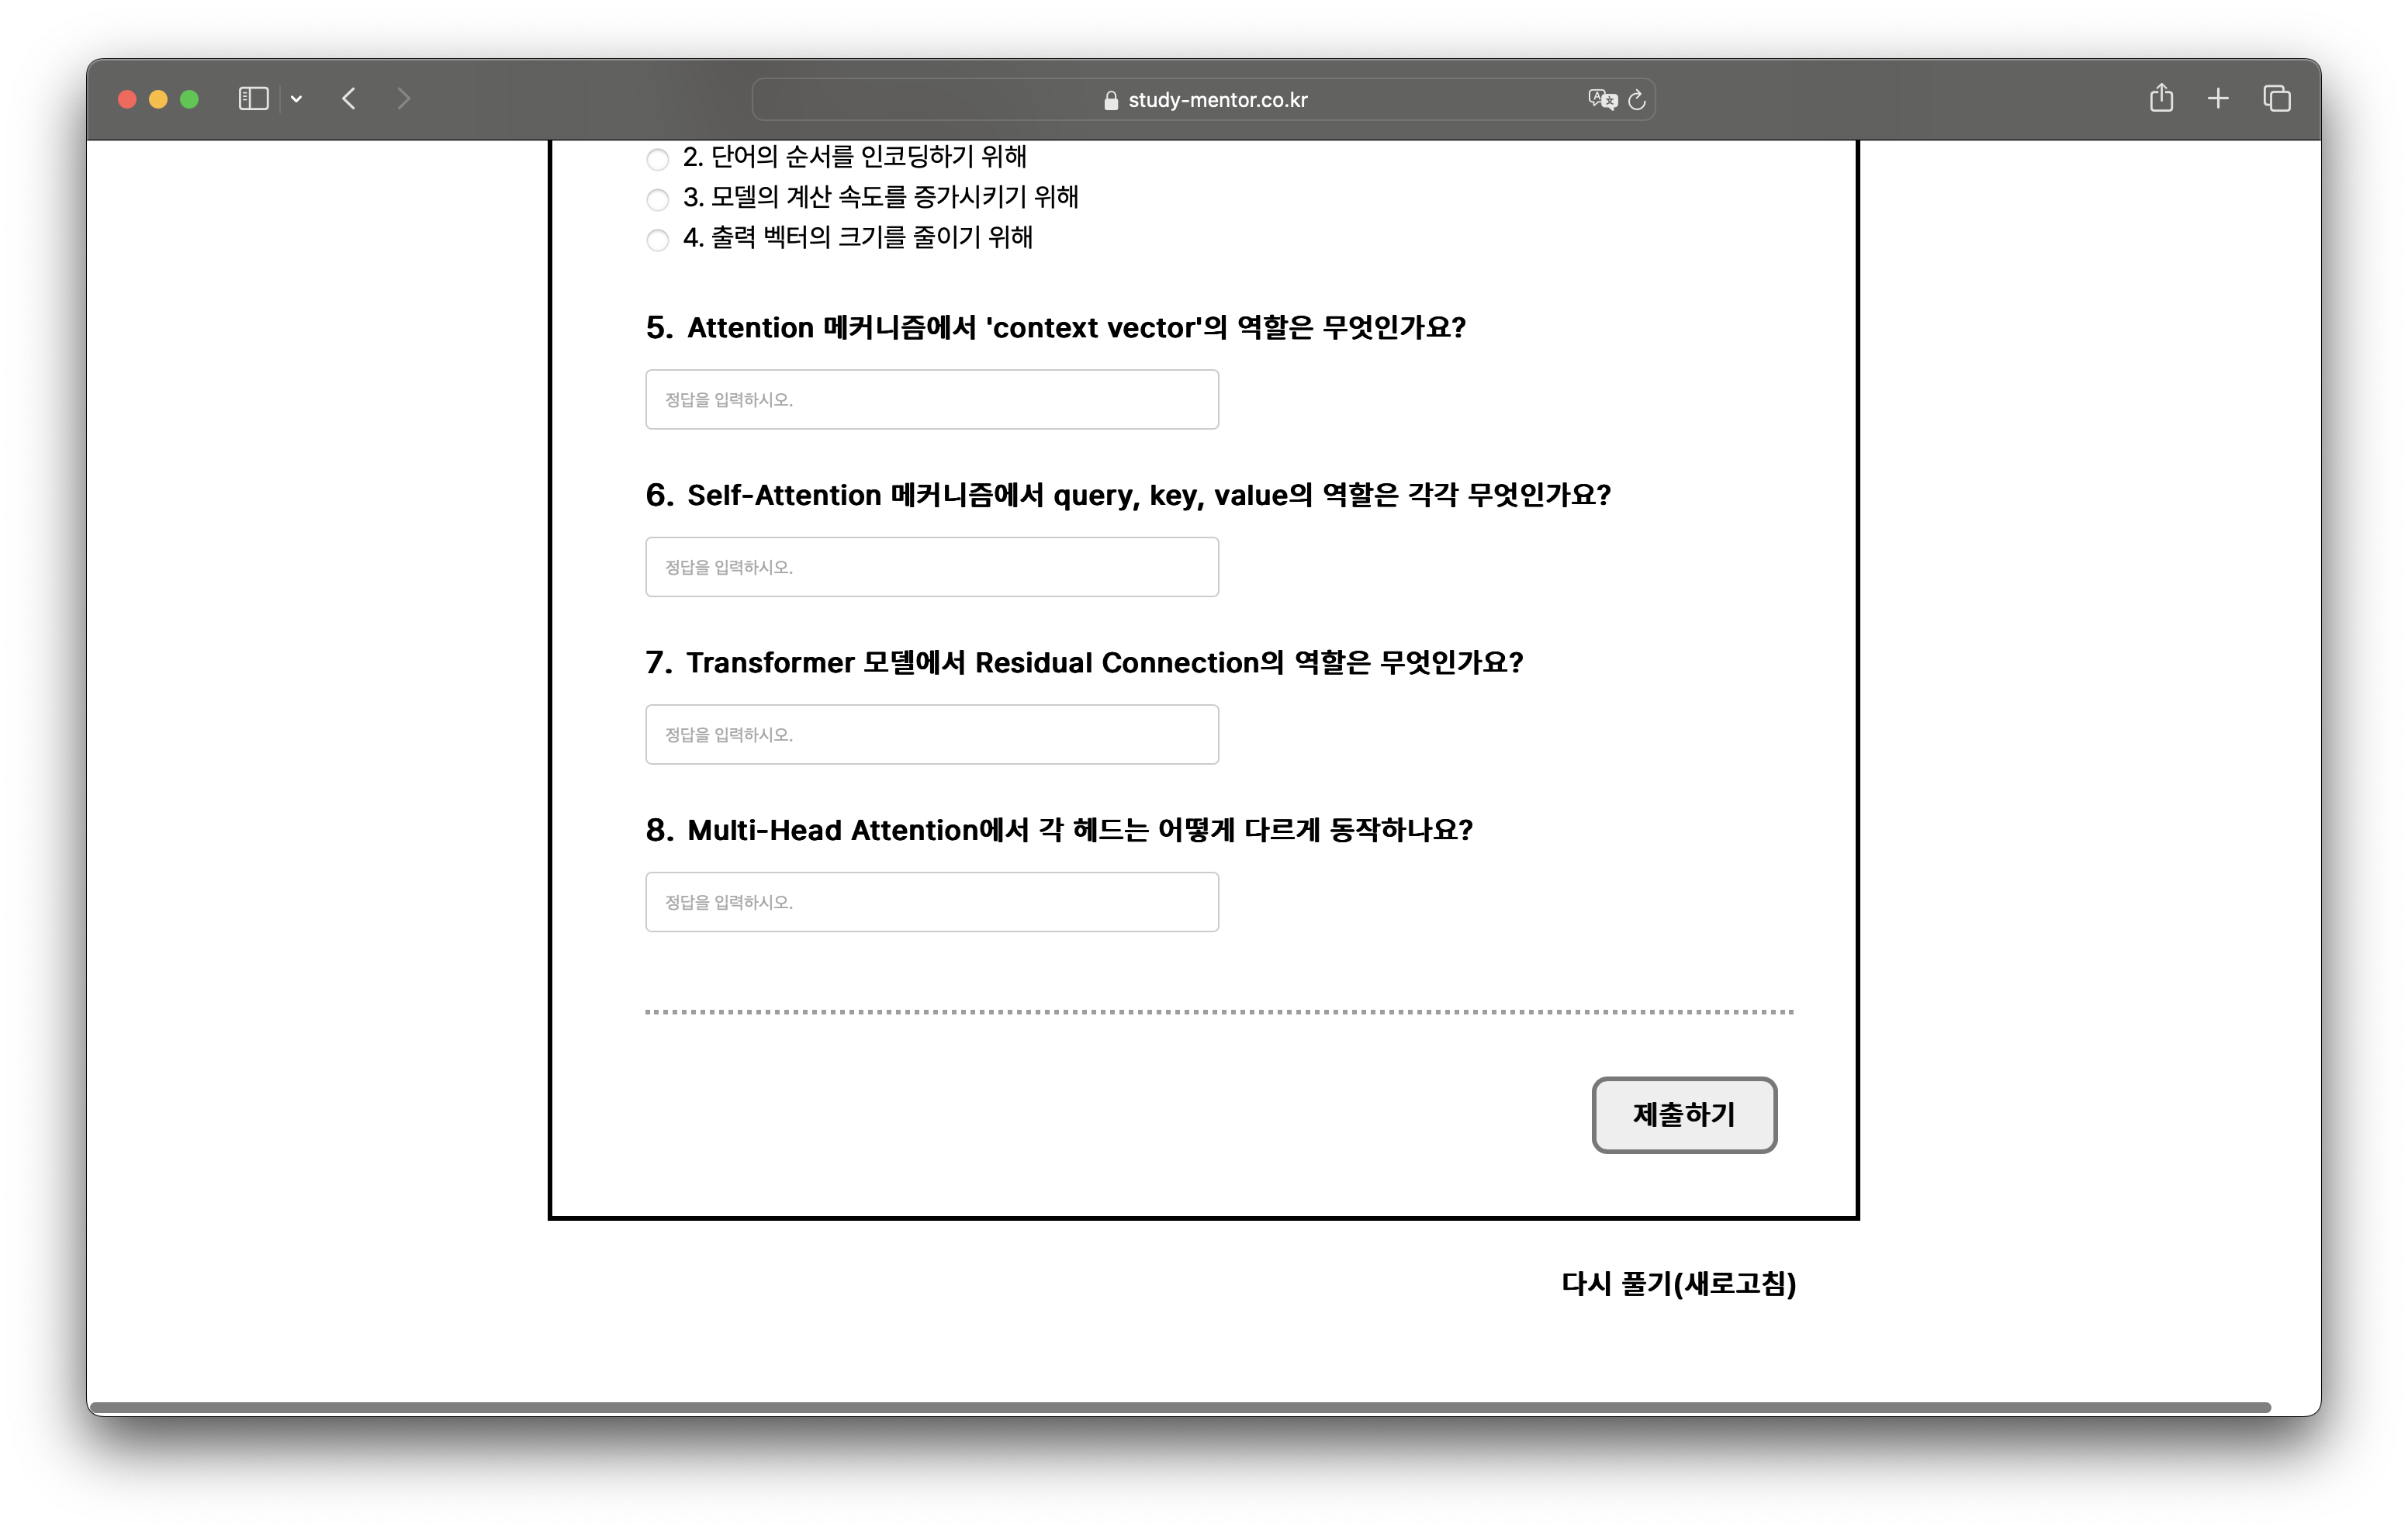 study-mentor.co.kr
2. 단어의 순서를 인코딩하기 위해
3. 모델의 계산 속도를 증가시키기 위해
4. 출력 벡터의 크기를 줄이기 위해
5. Attention 메커니즘에서 'context vector'의 역할은 무엇인가요?
정답을 입력하시오.
6. Self-Attention 메커니즘에서 query, key, value의 역할은 각각 무엇인가요?
정답을 입력하시오.
7. Transformer 모델에서 Residual Connection의 역할은 무엇인가요?
정답을 입력하시오.
8. Multi-Head Attention에서 각 헤드는 어떻게 다르게 동작하나요?
정답을 입력하시오.
제출하기
다시 풀기(새로고침)